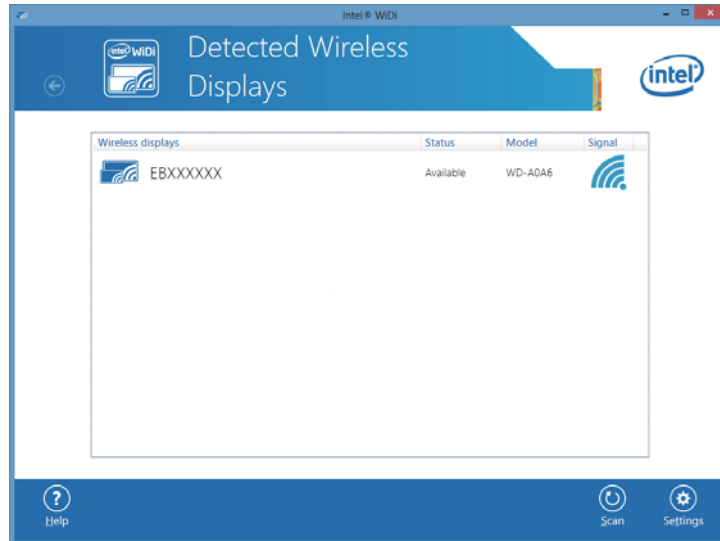 Intel® WiDi
intel WiDi
Detected Wireless
Displays
intel
Wireless displays Status Model Signal
EBXXXXXX Available WD-A0A6
? Help
Scan
Settings